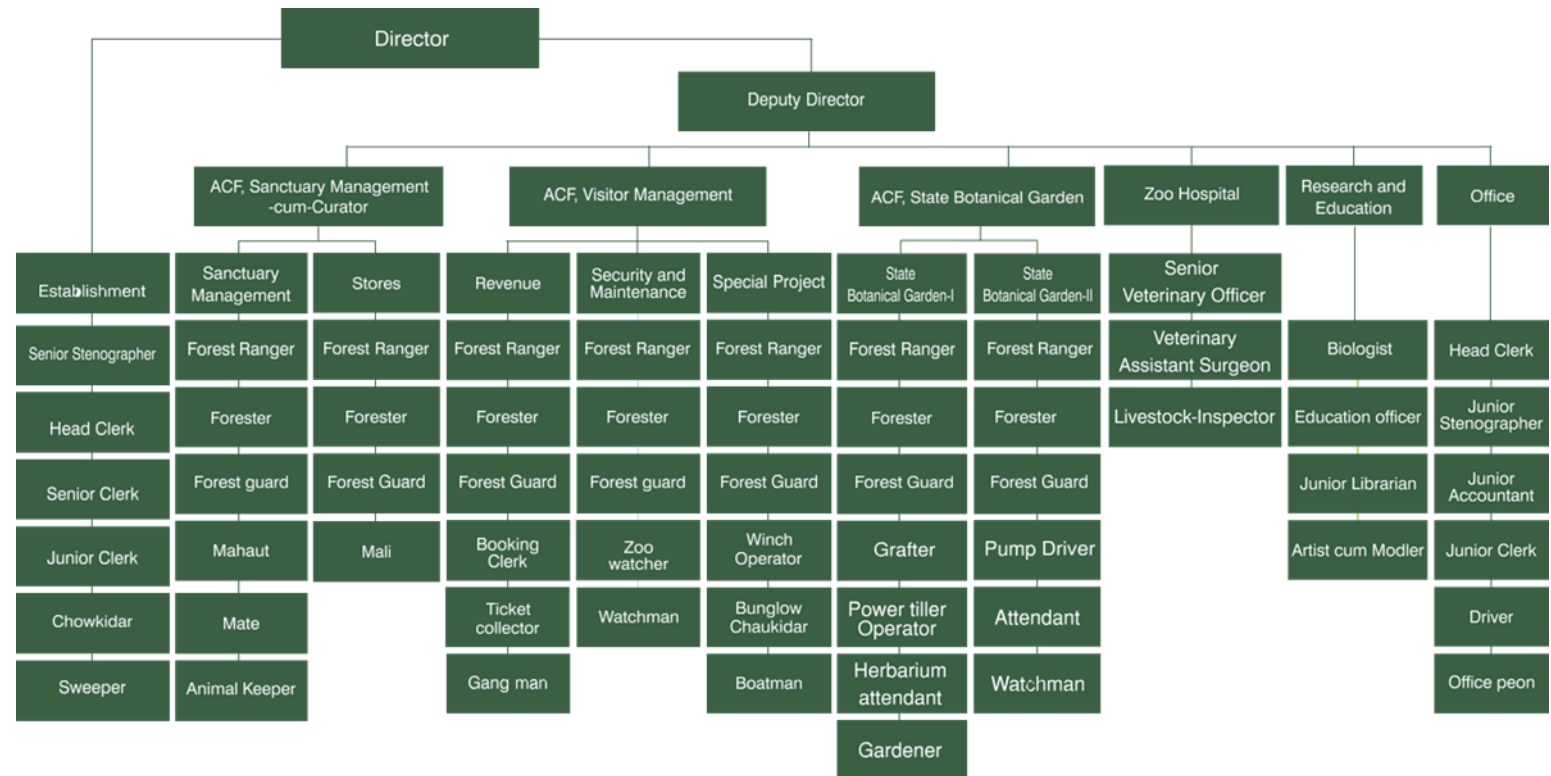 Director
Deputy Director
ACF, Sanctuary Management
-cum-Curator
ACF, Visitor Management
ACF, State Botanical Garden
Zoo Hospital
Research and
Education
Office
Establishment
Senior Stenographer
Head Clerk
Senior Clerk
Junior Clerk
Chowkidar
Sweeper
Sanctuary
Management
Forest Ranger
Forester
Forest guard
Mahaut
Mate
Animal Keeper
Stores
Forest Ranger
Forester
Forest Guard
Mali
Revenue
Forest Ranger
Forester
Forest Guard
Booking
Clerk
Ticket
collector
Gang man
Security and
Maintenance
Forest Ranger
Forester
Forest guard
Zoo
watcher
Watchman
Special Project
Forest Ranger
Forester
Forest Guard
Winch
Operator
Bunglow
Chaukidar
Boatman
State
Botanical Garden-I
Forest Ranger
Forester
Forest Guard
Grafter
Power tiller
Operator
Herbarium
attendant
Gardener
State
Botanical Garden-II
Forest Ranger
Forester
Forest Guard
Pump Driver
Attendant
Watchman
Senior
Veterinary Officer
Veterinary
Assistant Surgeon
Livestock-Inspector
Biologist
Education officer
Junior Librarian
Artist cum Modler
Head Clerk
Junior
Stenographer
Junior
Accountant
Junior Clerk
Driver
Office peon